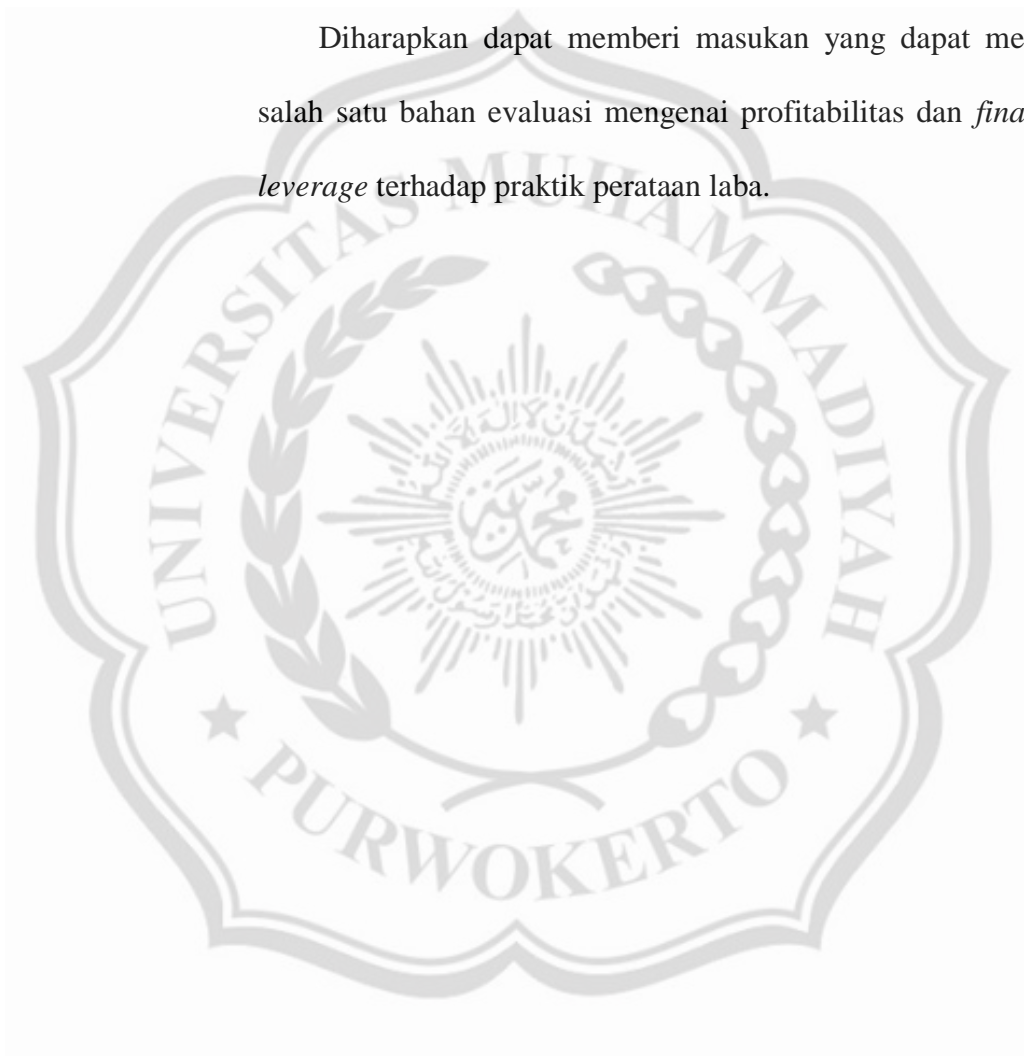 Diharapkan dapat memberi masukan yang dapat me
salah satu bahan evaluasi mengenai profitabilitas dan fina
leverage terhadap praktik perataan laba.
UNIVERSITAS MUHAMMADIYAH
PURWOKERTO